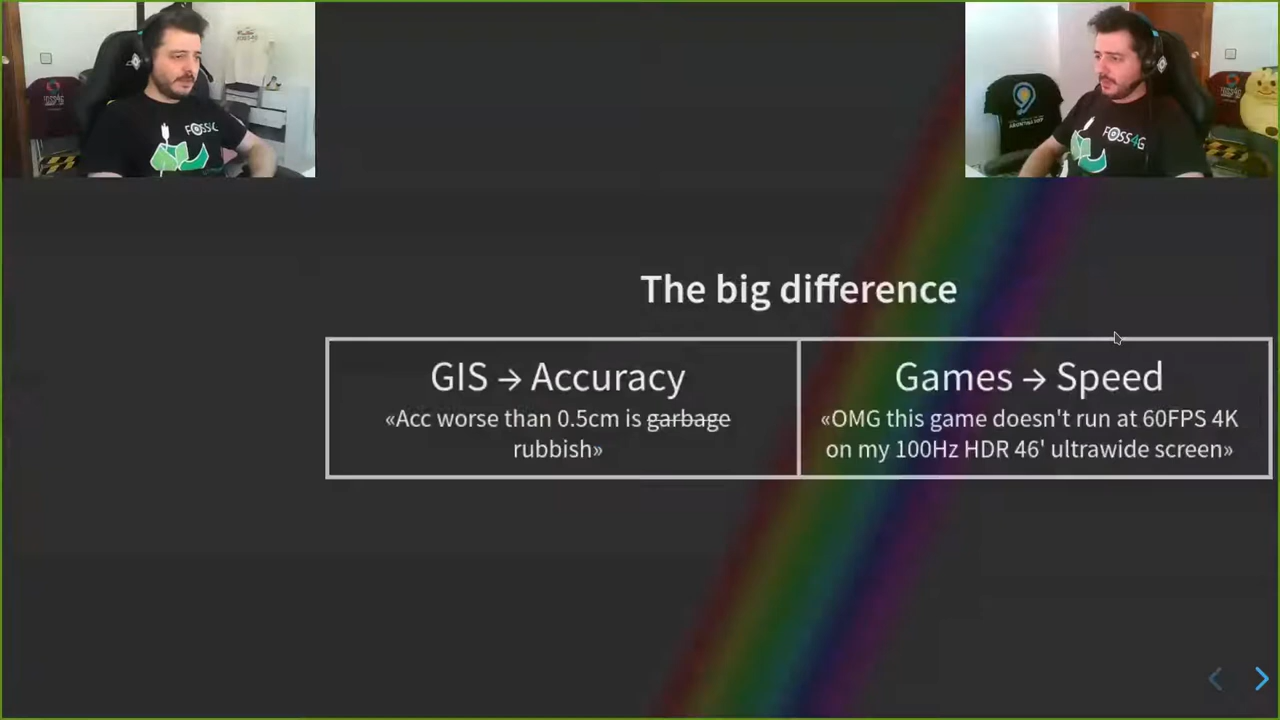 FOSS4G
The big difference
GIS → Accuracy
«Acc worse than 0.5cm is garbage
rubbish»
Games → Speed
«OMG this game doesn't run at 60FPS 4K
on my 100Hz HDR 46' ultrawide screen»